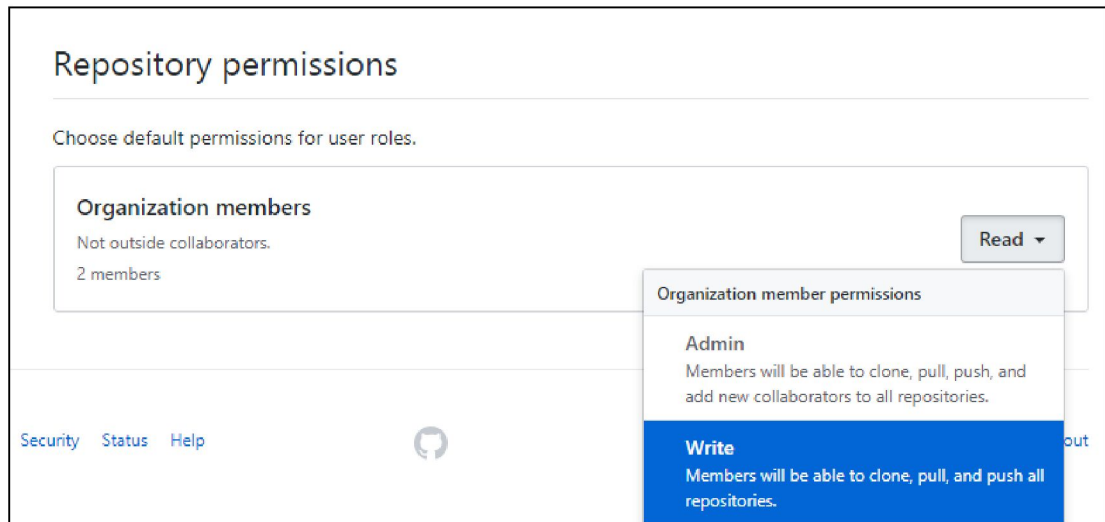 Repository permissions
Choose default permissions for user roles.
Organization members
Not outside collaborators.
2 members
Read
Organization member permissions
Admin
Members will be able to clone, pull, push, and
add new collaborators to all repositories.
Write
Members will be able to clone, pull, and push all
repositories.
Security Status Help
out